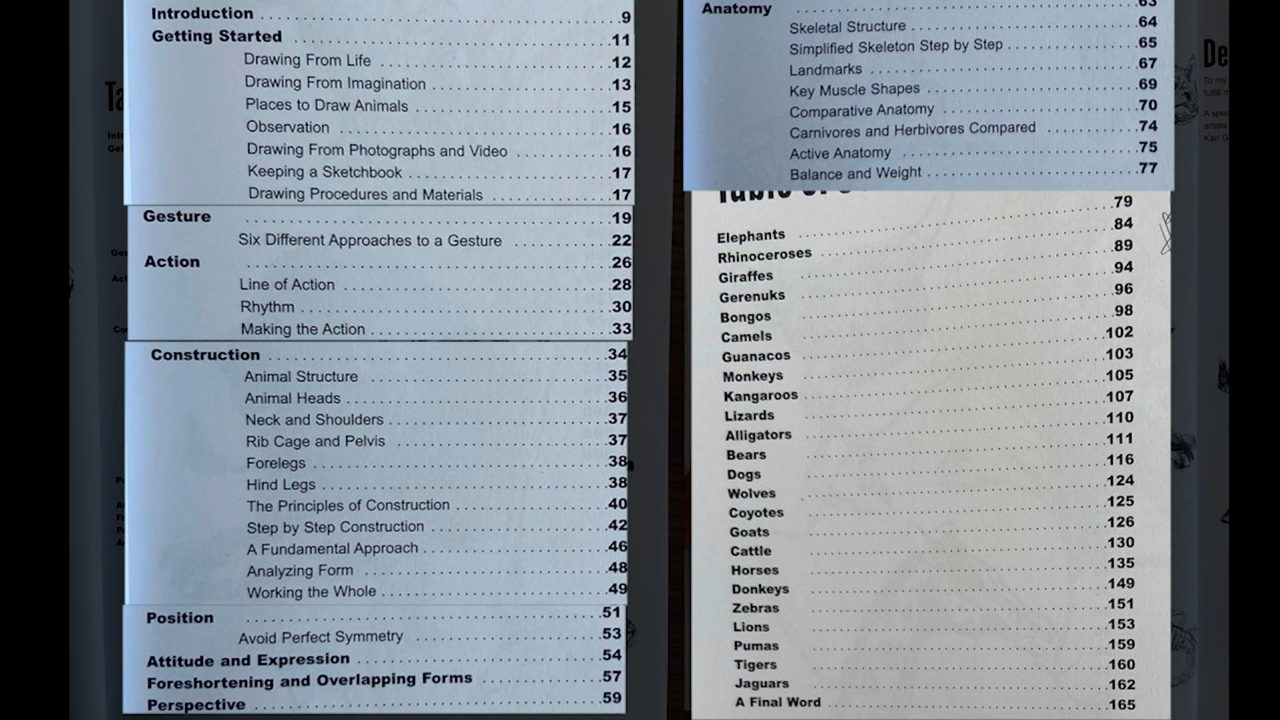 Introduction ........ 9
Getting Started ........ 11
Drawing From Life ........ 12
Drawing From Imagination ........ 13
Places to Draw Animals ........ 15
Observation ........ 16
Drawing From Photographs and Video ........ 16
Keeping a Sketchbook ........ 17
Drawing Procedures and Materials ........ 17
Gesture ........ 19
Six Different Approaches to a Gesture ........ 22
Action ........ 26
Line of Action ........ 28
Rhythm ........ 30
Making the Action ........ 33
Construction ........ 34
Animal Structure ........ 35
Animal Heads ........ 36
Neck and Shoulders ........ 37
Rib Cage and Pelvis ........ 37
Forelegs ........ 38
Hind Legs ........ 38
The Principles of Construction ........ 40
Step by Step Construction ........ 42
A Fundamental Approach ........ 46
Analyzing Form ........ 48
Working the Whole ........ 49
Position ........ 51
Avoid Perfect Symmetry ........ 53
Attitude and Expression ........ 54
Foreshortening and Overlapping Forms ........ 57
Perspective ........ 59
Anatomy ........ 63
Skeletal Structure ........ 64
Simplified Skeleton Step by Step ........ 65
Landmarks ........ 67
Key Muscle Shapes ........ 69
Comparative Anatomy ........ 70
Carnivores and Herbivores Compared ........ 74
Active Anatomy ........ 75
Balance and Weight ........ 77
Elephants ........ 79
Rhinoceroses ........ 84
Giraffes ........ 89
Gerenuks ........ 94
Bongos ........ 96
Camels ........ 98
Guanacos ........ 102
Monkeys ........ 103
Kangaroos ........ 105
Lizards ........ 107
Alligators ........ 110
Bears ........ 111
Dogs ........ 116
Wolves ........ 124
Coyotes ........ 125
Goats ........ 126
Cattle ........ 130
Horses ........ 135
Donkeys ........ 149
Zebras ........ 151
Lions ........ 153
Pumas ........ 159
Tigers ........ 160
Jaguars ........ 162
A Final Word ........ 165